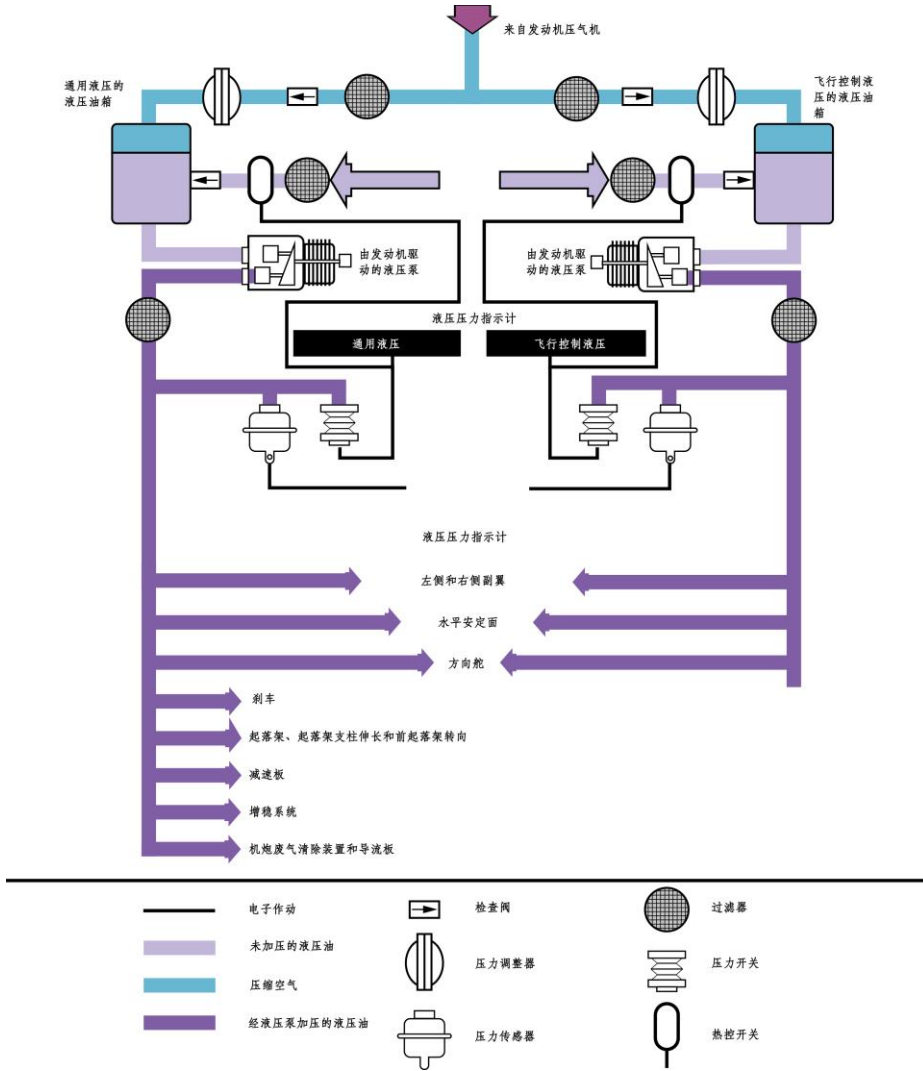 来自发动机压气机
通用液压的
液压油箱
飞行控制液
压的液压油
箱
由发动机驱
动的液压泵
由发动机驱
动的液压泵
液压压力指示计
通用液压
飞行控制液压
液压压力指示计
左侧和右侧副翼
水平安定面
方向舵
刹车
起落架、起落架支柱伸长和前起落架转向
减速板
增稳系统
机炮废气清除装置和导流板
电子作动
检查阀
过滤器
未加压的液压油
压力调整器
压力开关
压缩空气
经液压泵加压的液压油
压力传感器
热控开关